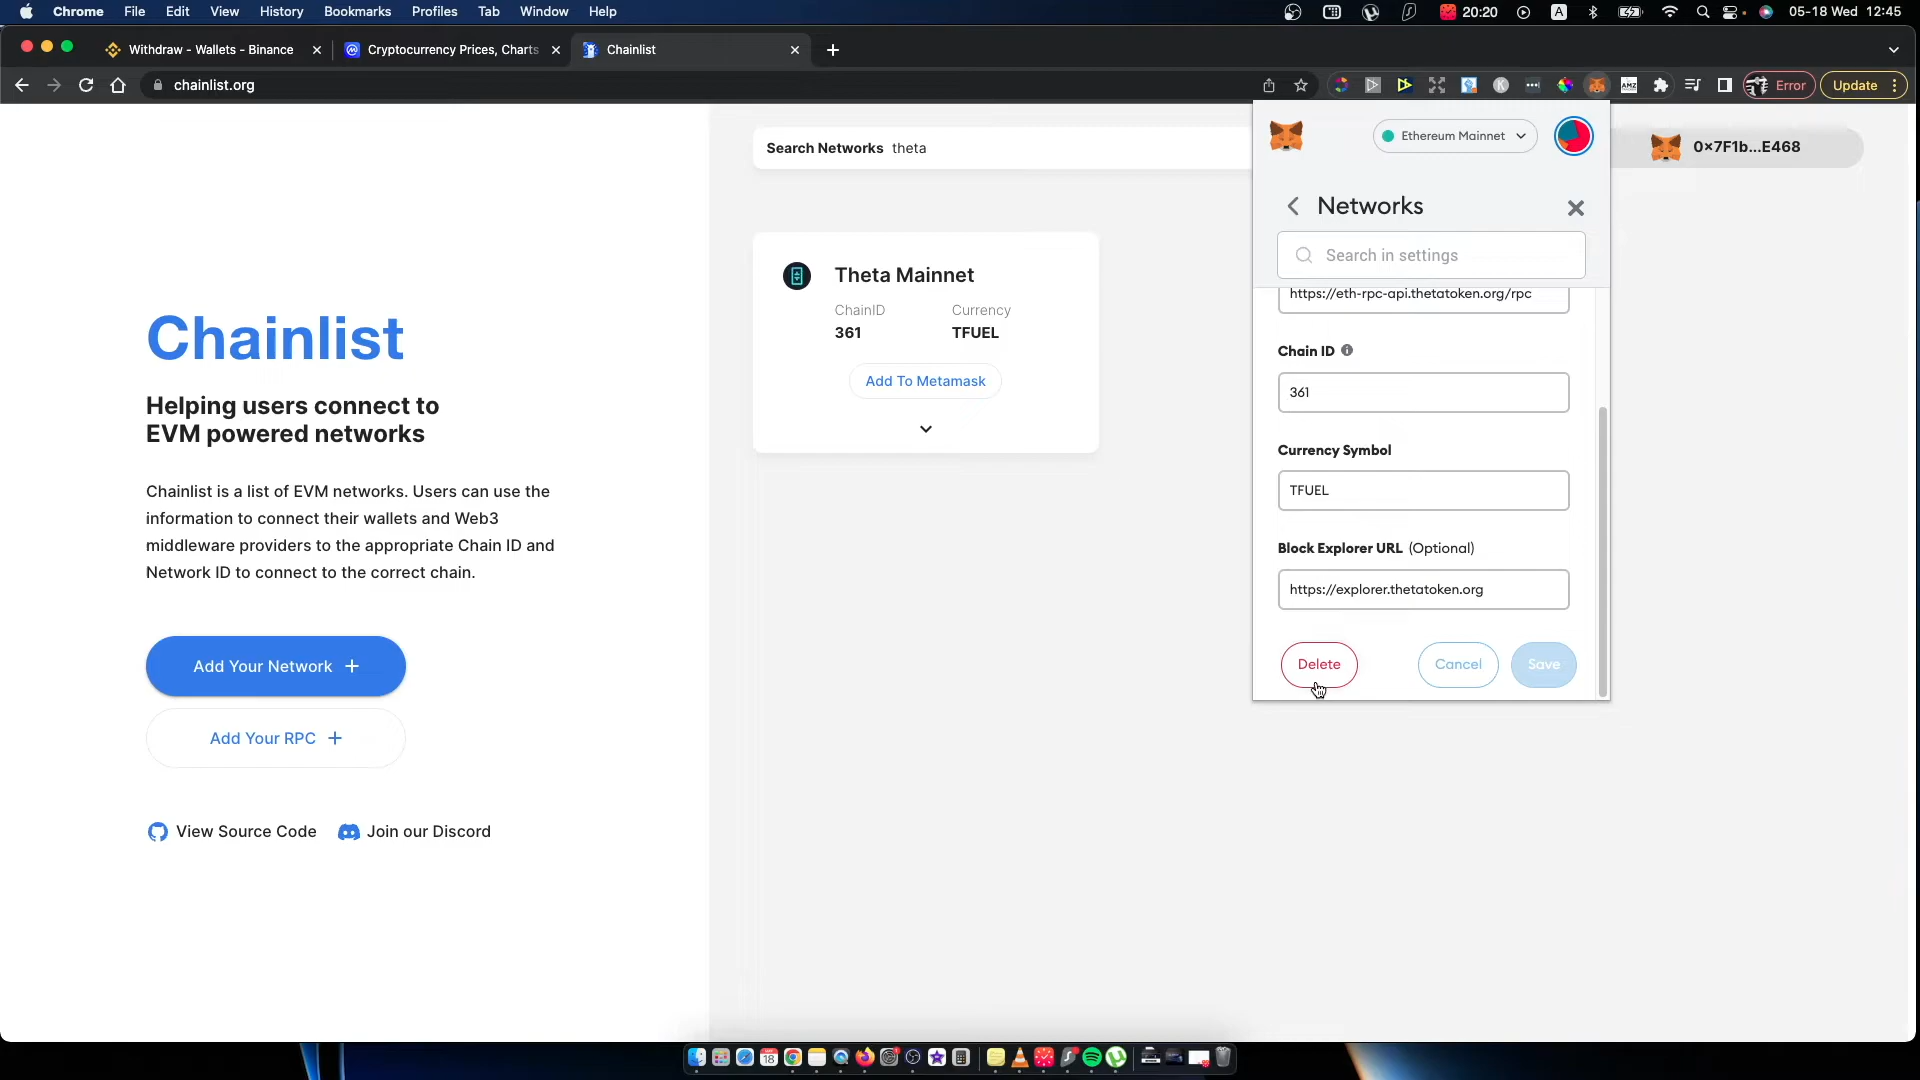 Chrome File Edit View History Bookmarks Profiles Tab Window Help 20:20 A 05-18 Wed 12:45
Withdraw - Wallets - Binance Cryptocurrency Prices, Charts Chainlist
chainlist.org K AMZ Error Update
Search Networks theta
Ethereum Mainnet
0x7F1b...E468
Networks
Search in settings
Theta Mainnet
ChainID Currency
361 TFUEL
Add To Metamask
https://eth-rpc-api.thetatoken.org/rpc
Chain ID
361
Currency Symbol
TFUEL
Block Explorer URL (Optional)
https://explorer.thetatoken.org
Delete Cancel Save
Chainlist
Helping users connect to
EVM powered networks
Chainlist is a list of EVM networks. Users can use the
information to connect their wallets and Web3
middleware providers to the appropriate Chain ID and
Network ID to connect to the correct chain.
Add Your Network
Add Your RPC
View Source Code Join our Discord
18